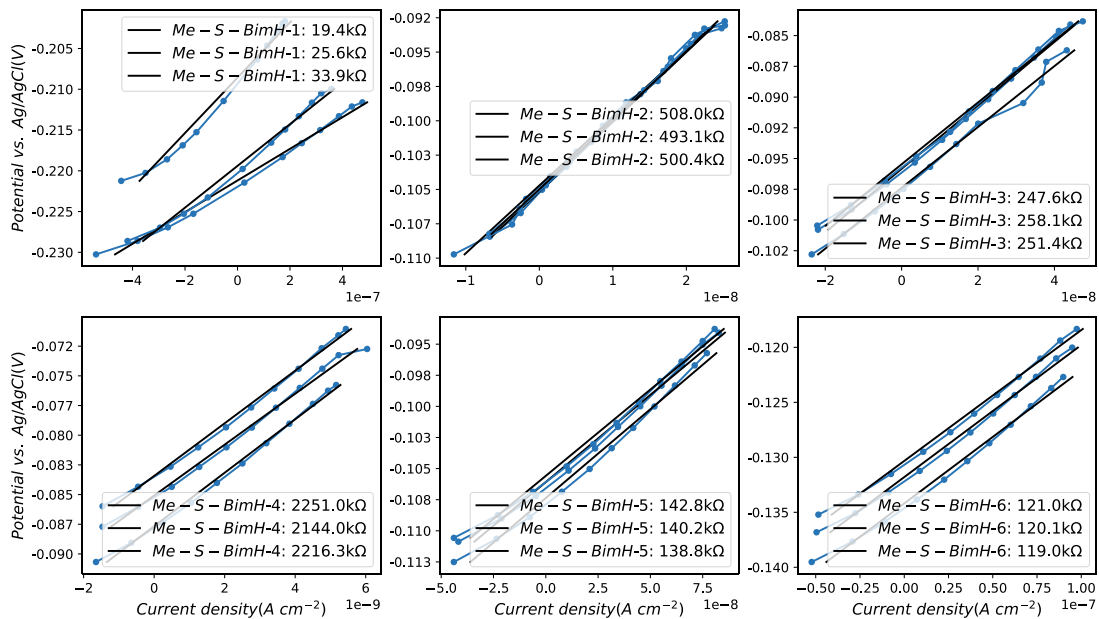 Potential vs. Ag/AgCl(V)
-0.205
-0.210
-0.215
-0.220
-0.225
-0.230
Me − S − BimH-1: 19.4kΩ
Me − S − BimH-1: 25.6kΩ
Me − S − BimH-1: 33.9kΩ
−4 −2 0 2 4
1e−7
-0.092
-0.095
-0.098
-0.100
-0.103
-0.105
-0.107
-0.110
Me − S − BimH-2: 508.0kΩ
Me − S − BimH-2: 493.1kΩ
Me − S − BimH-2: 500.4kΩ
−1 0 1 2
1e−8
-0.085
-0.087
-0.090
-0.092
-0.095
-0.098
-0.100
-0.102
Me − S − BimH-3: 247.6kΩ
Me − S − BimH-3: 258.1kΩ
Me − S − BimH-3: 251.4kΩ
−2 0 2 4
1e−8
Potential vs. Ag/AgCl(V)
-0.072
-0.075
-0.077
-0.080
-0.083
-0.085
-0.087
-0.090
Me − S − BimH-4: 2251.0kΩ
Me − S − BimH-4: 2144.0kΩ
Me − S − BimH-4: 2216.3kΩ
−2 0 2 4 6
1e−9
Current density(A cm⁻²)
-0.095
-0.098
-0.100
-0.103
-0.105
-0.108
-0.110
-0.113
Me − S − BimH-5: 142.8kΩ
Me − S − BimH-5: 140.2kΩ
Me − S − BimH-5: 138.8kΩ
−5.0 −2.5 0.0 2.5 5.0 7.5
1e−8
Current density(A cm⁻²)
-0.120
-0.125
-0.130
-0.135
-0.140
Me − S − BimH-6: 121.0kΩ
Me − S − BimH-6: 120.1kΩ
Me − S − BimH-6: 119.0kΩ
−0.50 −0.25 0.00 0.25 0.50 0.75 1.00
1e−7
Current density(A cm⁻²)